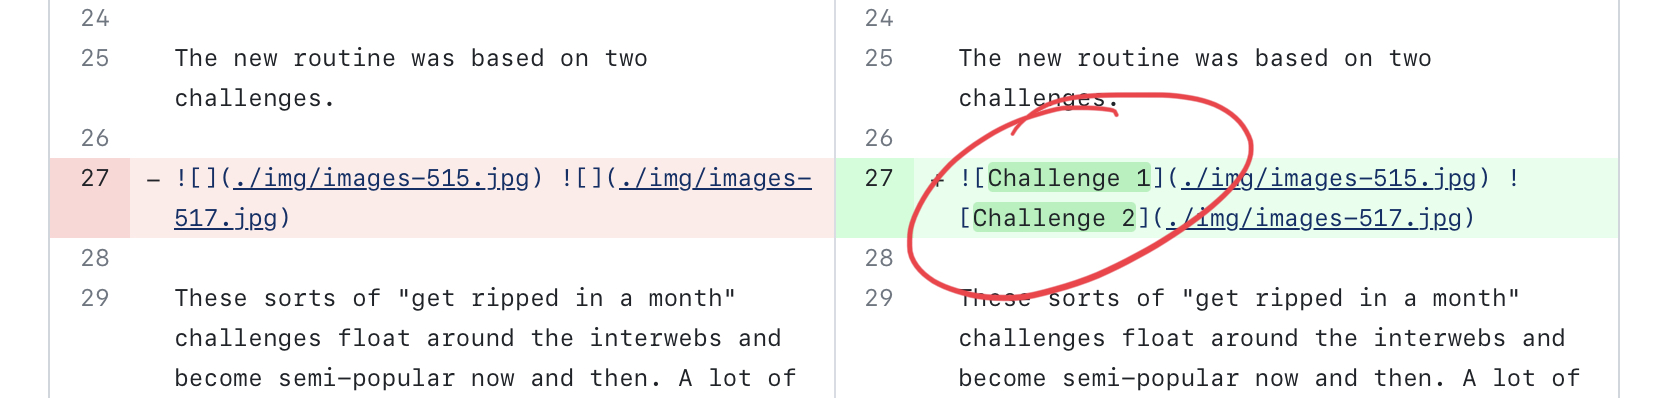 24
25 The new routine was based on two
challenges.
26
27 – ![](./img/images-515.jpg) ![](./img/images-
517.jpg)
28
29 These sorts of "get ripped in a month"
challenges float around the interwebs and
become semi-popular now and then. A lot of
24
25 The new routine was based on two
challenges.
26
27 + ![Challenge 1](./img/images-515.jpg) !
[Challenge 2](./img/images-517.jpg)
28
29 These sorts of "get ripped in a month"
challenges float around the interwebs and
become semi-popular now and then. A lot of